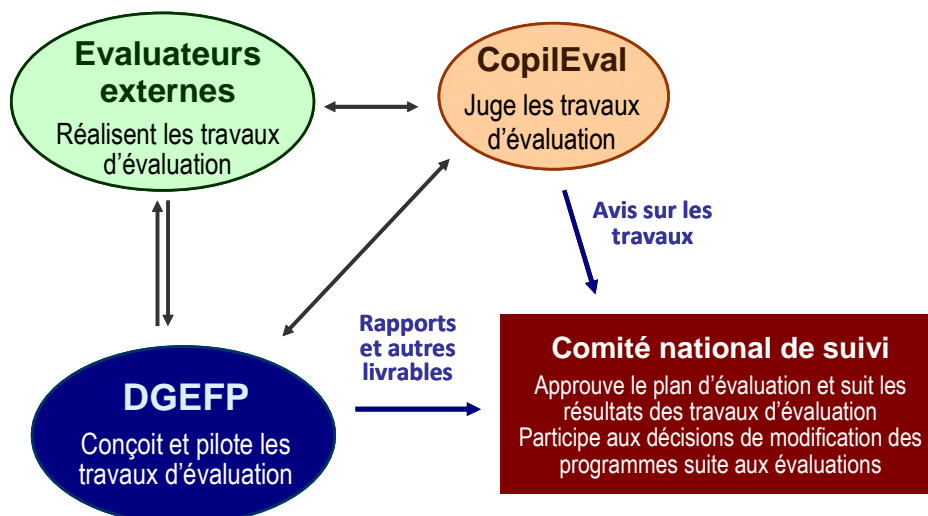 Evaluateurs
externes
Réalisent les travaux
d’évaluation
CopilEval
Juge les travaux
d’évaluation
Avis sur les
travaux
Rapports
et autres
livrables
DGEFP
Conçoit et pilote les
travaux d’évaluation
Comité national de suivi
Approuve le plan d’évaluation et suit les
résultats des travaux d’évaluation
Participe aux décisions de modification des
programmes suite aux évaluations